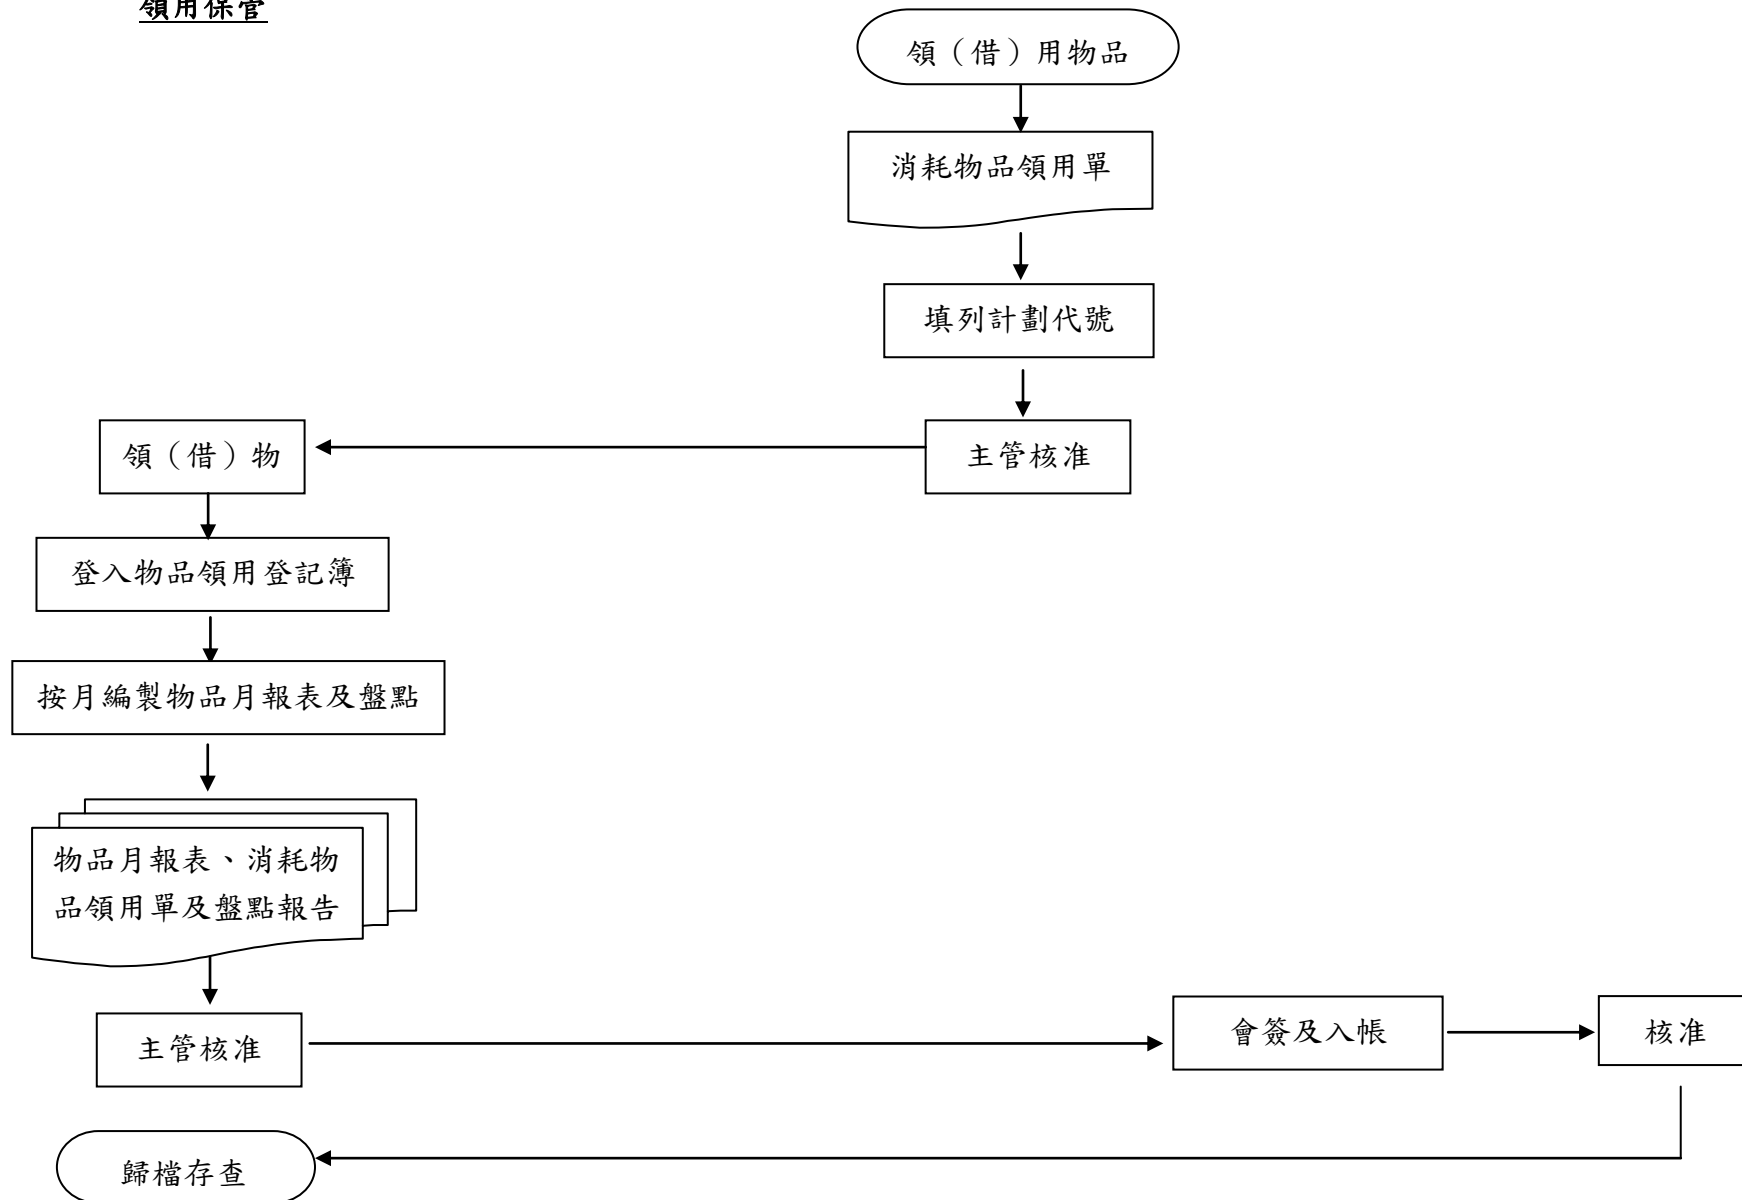 領用保管
領（借）用物品
消耗物品領用單
填列計劃代號
主管核准
領（借）物
登入物品領用登記簿
按月編製物品月報表及盤點
物品月報表、消耗物
品領用單及盤點報告
主管核准
會簽及入帳
核准
歸檔存查